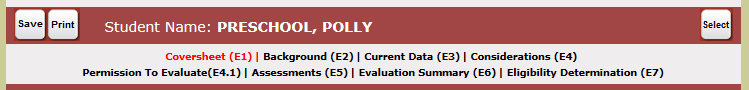 Save Print Student Name: PRESCHOOL, POLLY Select
Coversheet (E1) | Background (E2) | Current Data (E3) | Considerations (E4)
Permission To Evaluate(E4.1) | Assessments (E5) | Evaluation Summary (E6) | Eligibility Determination (E7)